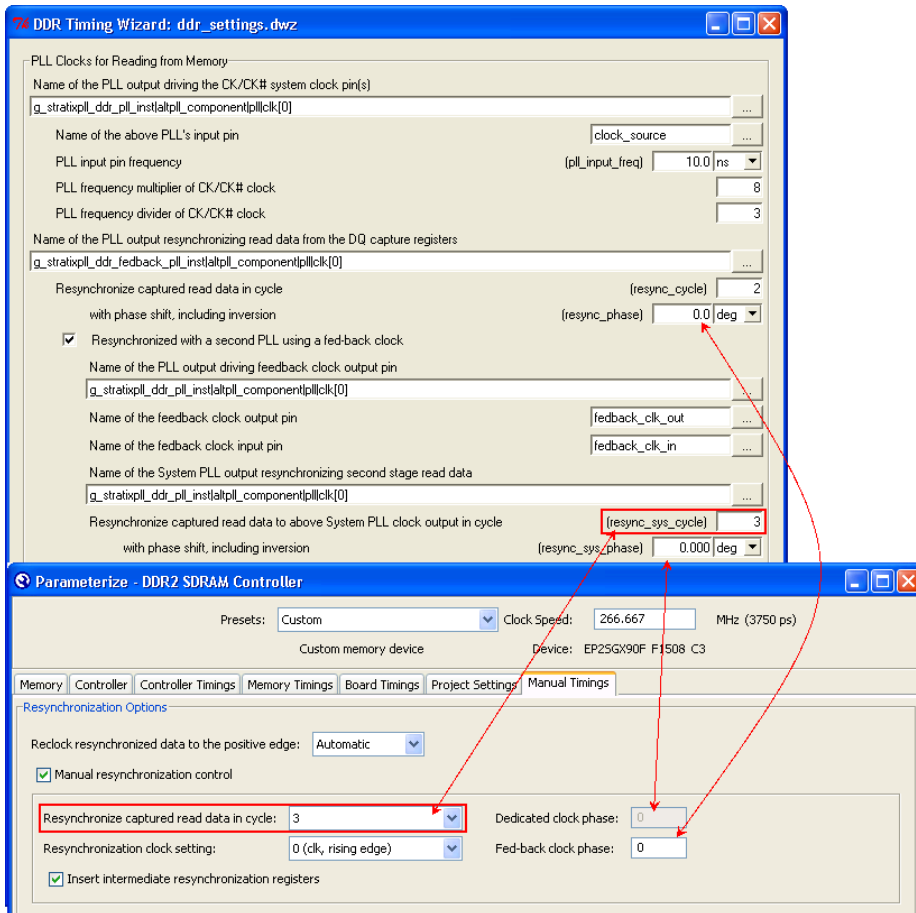 DDR Timing Wizard: ddr_settings.dwz
PLL Clocks for Reading from Memory
Name of the PLL output driving the CK/CK# system clock pin(s)
g_stratixpll_ddr_pll_inst|altpll_component|pll|clk[0] ...
Name of the above PLL's input pin clock_source ...
PLL input pin frequency (pll_input_freq) 10.0 ns
PLL frequency multiplier of CK/CK# clock 8
PLL frequency divider of CK/CK# clock 3
Name of the PLL output resynchronizing read data from the DQ capture registers
g_stratixpll_ddr_fedback_pll_inst|altpll_component|pll|clk[0] ...
Resynchronize captured read data in cycle (resync_cycle) 2
with phase shift, including inversion (resync_phase) 0.0 deg
Resynchronized with a second PLL using a fed-back clock
Name of the PLL output driving feedback clock output pin
g_stratixpll_ddr_pll_inst|altpll_component|pll|clk[0] ...
Name of the feedback clock output pin fedback_clk_out ...
Name of the fedback clock input pin fedback_clk_in ...
Name of the System PLL output resynchronizing second stage read data
g_stratixpll_ddr_pll_inst|altpll_component|pll|clk[0] ...
Resynchronize captured read data to above System PLL clock output in cycle (resync_sys_cycle) 3
with phase shift, including inversion (resync_sys_phase) 0.000 deg
Parameterize - DDR2 SDRAM Controller
Presets: Custom Clock Speed: 266.667 MHz (3750 ps)
Custom memory device Device: EP2SGX90F F1508 C3
Memory Controller Controller Timings Memory Timings Board Timings Project Settings Manual Timings
Resynchronization Options
Reclock resynchronized data to the positive edge: Automatic
Manual resynchronization control
Resynchronize captured read data in cycle: 3 Dedicated clock phase: 0
Resynchronization clock setting: 0 (clk, rising edge) Fed-back clock phase: 0
Insert intermediate resynchronization registers